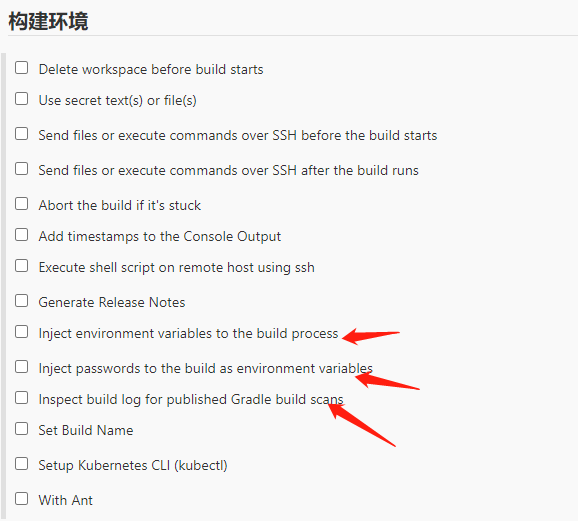 构建环境
Delete workspace before build starts
Use secret text(s) or file(s)
Send files or execute commands over SSH before the build starts
Send files or execute commands over SSH after the build runs
Abort the build if it's stuck
Add timestamps to the Console Output
Execute shell script on remote host using ssh
Generate Release Notes
Inject environment variables to the build process
Inject passwords to the build as environment variables
Inspect build log for published Gradle build scans
Set Build Name
Setup Kubernetes CLI (kubectl)
With Ant